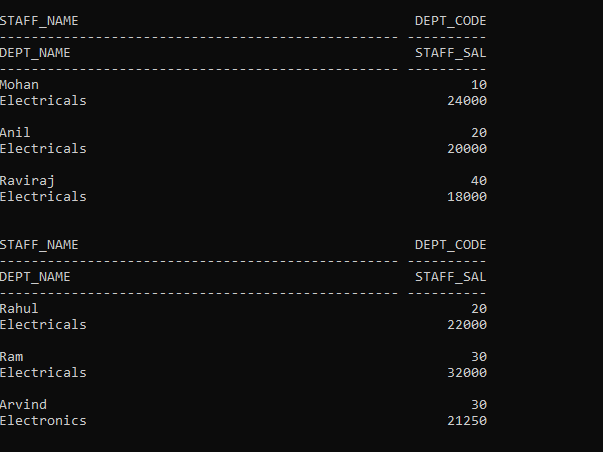 STAFF_NAME DEPT_CODE
-------------------------------------------------- ----------
DEPT_NAME STAFF_SAL
-------------------------------------------------- ----------
Mohan 10
Electricals 24000
Anil 20
Electricals 20000
Raviraj 40
Electricals 18000
STAFF_NAME DEPT_CODE
-------------------------------------------------- ----------
DEPT_NAME STAFF_SAL
-------------------------------------------------- ----------
Rahul 20
Electricals 22000
Ram 30
Electricals 32000
Arvind 30
Electronics 21250